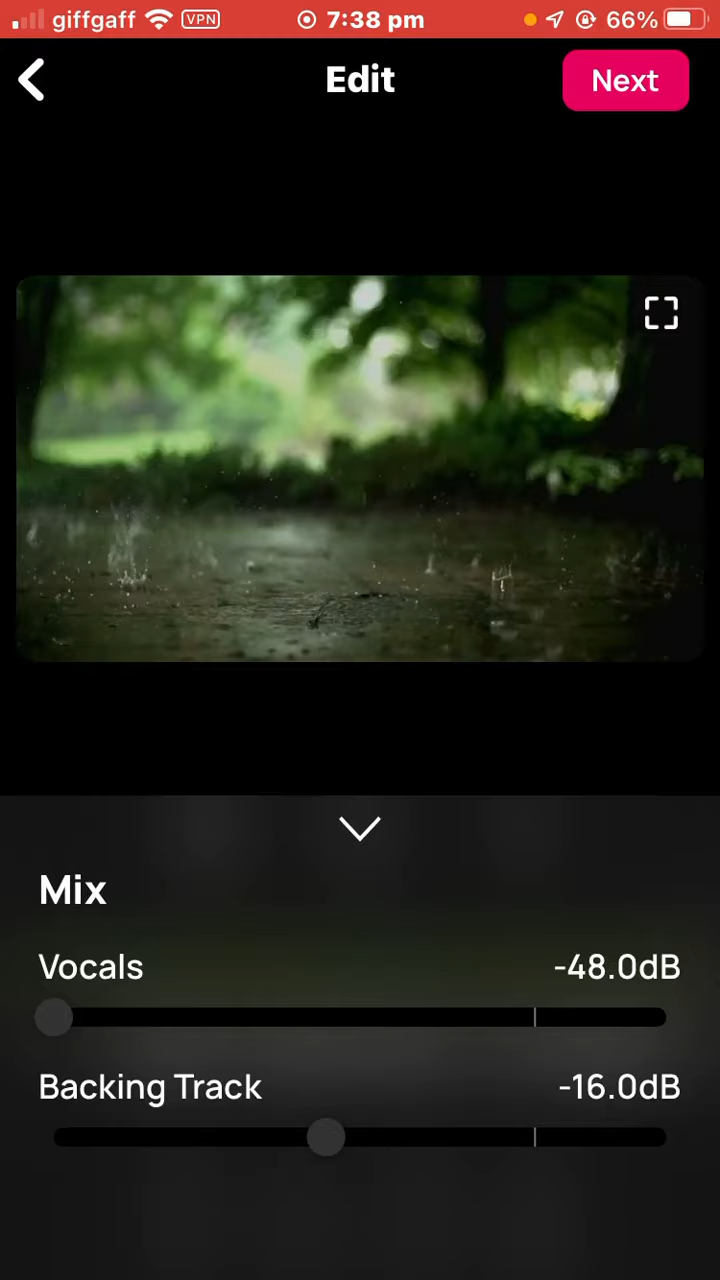 giffgaff VPN 7:38 pm 66%
Edit
Next
Mix
Vocals -48.0dB
Backing Track -16.0dB